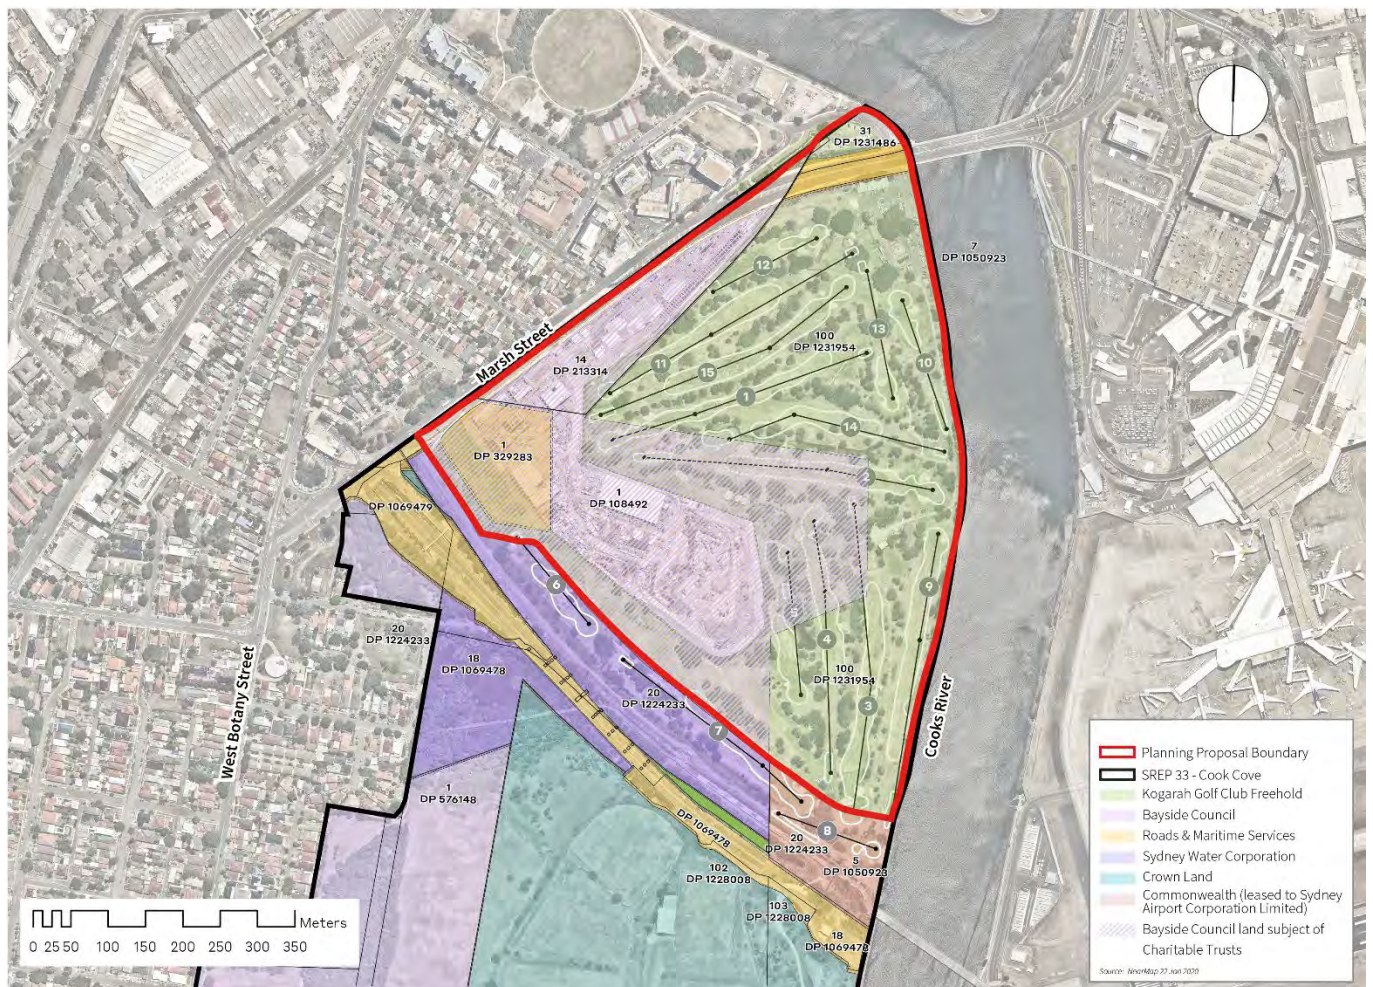 31
DP 1231486
7
DP 1050923
12
13
10
100
DP 1231954
11
15
1
14
Marsh Street
14
DP 213314
1
DP 329283
2
1
DP 108492
DP 1069479
6
5
9
4
20
DP 1224233
18
DP 1069478
20
DP 1224233
100
DP 1231954
3
7
West Botany Street
Cooks River
1
DP 576148
DP 1069478
8
20
DP 1224233
5
DP 1050923
102
DP 1228008
103
DP 1228008
18
DP 1069478
Meters
0 25 50 100 150 200 250 300 350
Planning Proposal Boundary
SREP 33 - Cook Cove
Kogarah Golf Club Freehold
Bayside Council
Roads & Maritime Services
Sydney Water Corporation
Crown Land
Commonwealth (leased to Sydney
Airport Corporation Limited)
Bayside Council land subject of
Charitable Trusts
Source: NearMap 22 Jan 2020